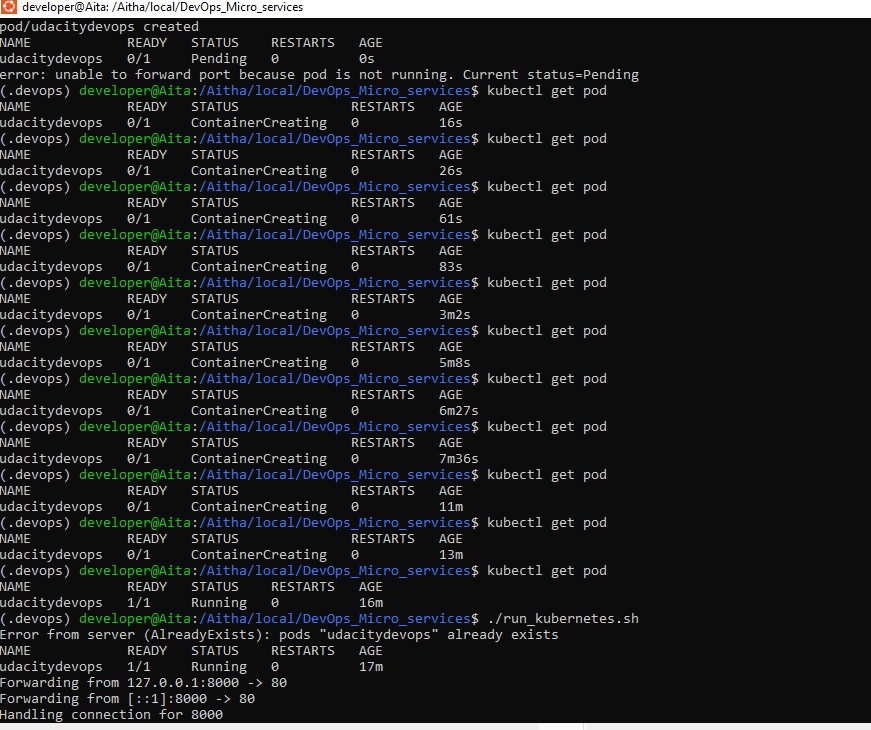 developer@Aita: /Aitha/local/DevOps_Micro_services
pod/udacitydevops created
NAME READY STATUS RESTARTS AGE
udacitydevops 0/1 Pending 0 0s
error: unable to forward port because pod is not running. Current status=Pending
(.devops) developer@Aita:/Aitha/local/DevOps_Micro_services$ kubectl get pod
NAME READY STATUS RESTARTS AGE
udacitydevops 0/1 ContainerCreating 0 16s
(.devops) developer@Aita:/Aitha/local/DevOps_Micro_services$ kubectl get pod
NAME READY STATUS RESTARTS AGE
udacitydevops 0/1 ContainerCreating 0 26s
(.devops) developer@Aita:/Aitha/local/DevOps_Micro_services$ kubectl get pod
NAME READY STATUS RESTARTS AGE
udacitydevops 0/1 ContainerCreating 0 61s
(.devops) developer@Aita:/Aitha/local/DevOps_Micro_services$ kubectl get pod
NAME READY STATUS RESTARTS AGE
udacitydevops 0/1 ContainerCreating 0 83s
(.devops) developer@Aita:/Aitha/local/DevOps_Micro_services$ kubectl get pod
NAME READY STATUS RESTARTS AGE
udacitydevops 0/1 ContainerCreating 0 3m2s
(.devops) developer@Aita:/Aitha/local/DevOps_Micro_services$ kubectl get pod
NAME READY STATUS RESTARTS AGE
udacitydevops 0/1 ContainerCreating 0 5m8s
(.devops) developer@Aita:/Aitha/local/DevOps_Micro_services$ kubectl get pod
NAME READY STATUS RESTARTS AGE
udacitydevops 0/1 ContainerCreating 0 6m27s
(.devops) developer@Aita:/Aitha/local/DevOps_Micro_services$ kubectl get pod
NAME READY STATUS RESTARTS AGE
udacitydevops 0/1 ContainerCreating 0 7m36s
(.devops) developer@Aita:/Aitha/local/DevOps_Micro_services$ kubectl get pod
NAME READY STATUS RESTARTS AGE
udacitydevops 0/1 ContainerCreating 0 11m
(.devops) developer@Aita:/Aitha/local/DevOps_Micro_services$ kubectl get pod
NAME READY STATUS RESTARTS AGE
udacitydevops 0/1 ContainerCreating 0 13m
(.devops) developer@Aita:/Aitha/local/DevOps_Micro_services$ kubectl get pod
NAME READY STATUS RESTARTS AGE
udacitydevops 1/1 Running 0 16m
(.devops) developer@Aita:/Aitha/local/DevOps_Micro_services$ ./run_kubernetes.sh
Error from server (AlreadyExists): pods "udacitydevops" already exists
NAME READY STATUS RESTARTS AGE
udacitydevops 1/1 Running 0 17m
Forwarding from 127.0.0.1:8000 -> 80
Forwarding from [::1]:8000 -> 80
Handling connection for 8000